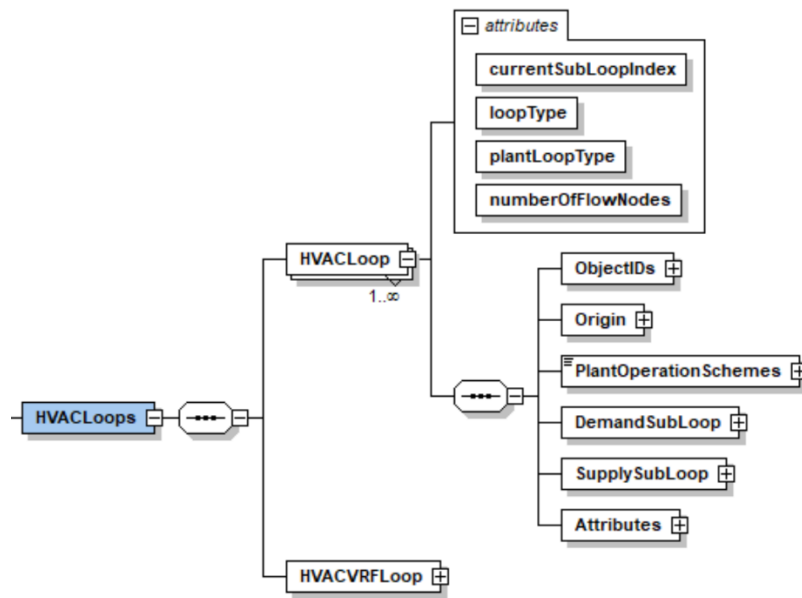 attributes
currentSubLoopIndex
loopType
plantLoopType
numberOfFlowNodes
HVACLoop
1..∞
ObjectIDs
Origin
PlantOperationSchemes
HVACLoops
DemandSubLoop
SupplySubLoop
Attributes
HVACVRFLoop